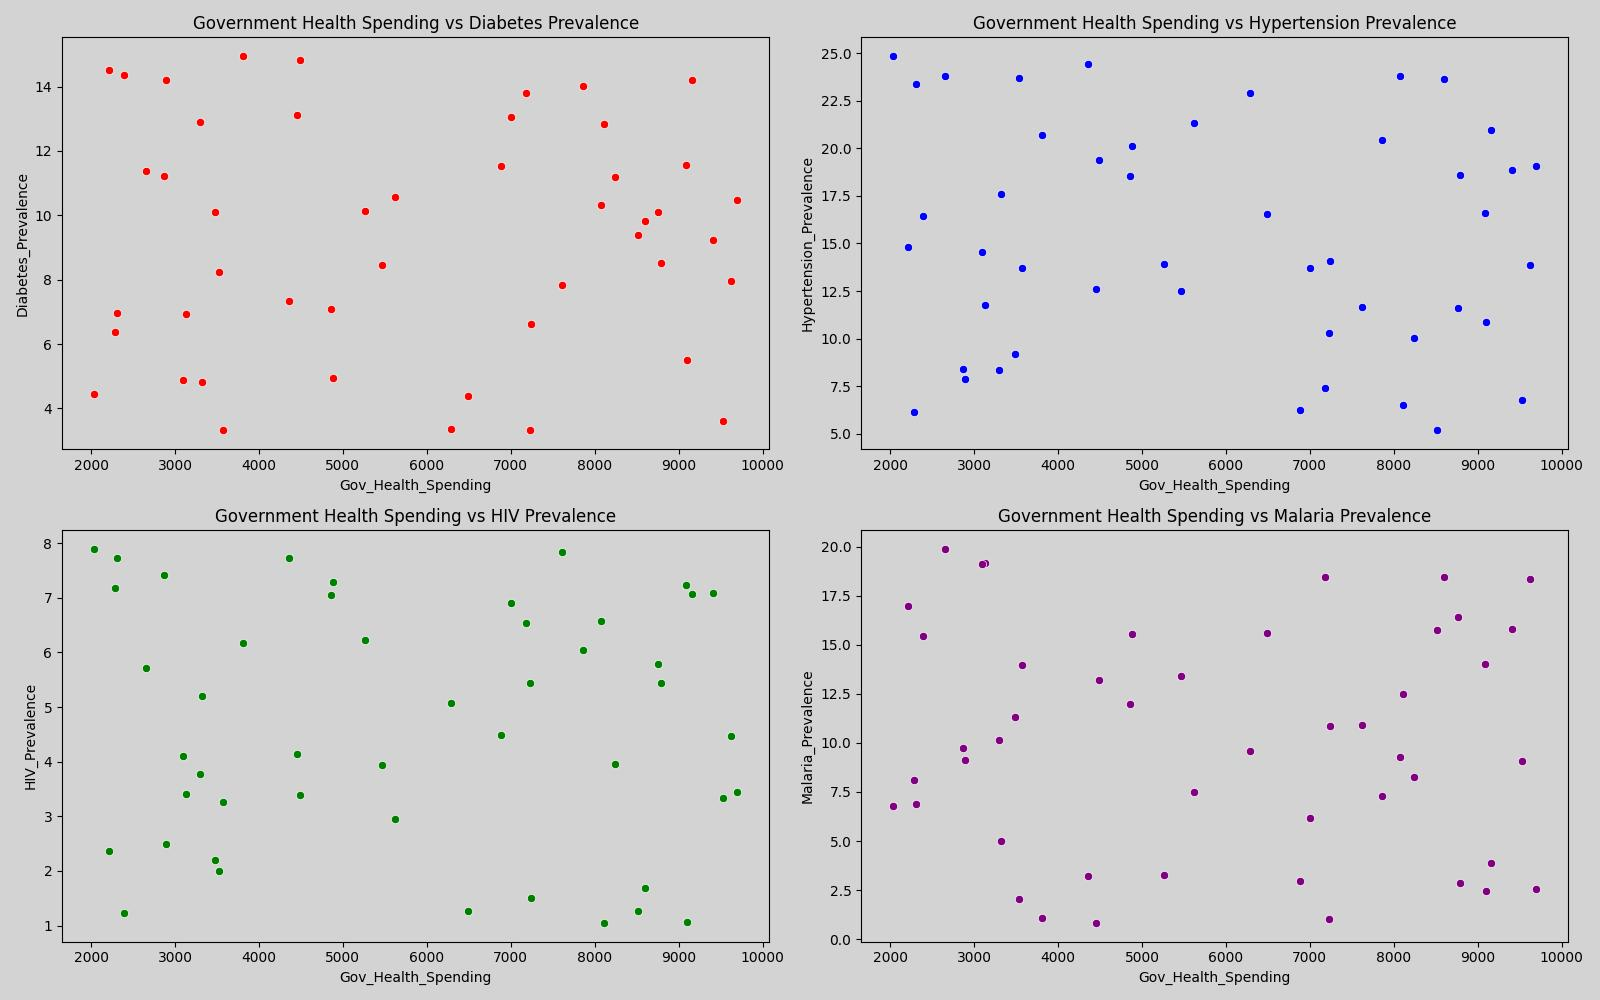 Government Health Spending vs Diabetes Prevalence
Diabetes_Prevalence
14
12
10
8
6
4
2000 3000 4000 5000 6000 7000 8000 9000 10000
Gov_Health_Spending
Government Health Spending vs Hypertension Prevalence
Hypertension_Prevalence
25.0
22.5
20.0
17.5
15.0
12.5
10.0
7.5
5.0
2000 3000 4000 5000 6000 7000 8000 9000 10000
Gov_Health_Spending
Government Health Spending vs HIV Prevalence
HIV_Prevalence
8
7
6
5
4
3
2
1
2000 3000 4000 5000 6000 7000 8000 9000 10000
Gov_Health_Spending
Government Health Spending vs Malaria Prevalence
Malaria_Prevalence
20.0
17.5
15.0
12.5
10.0
7.5
5.0
2.5
0.0
2000 3000 4000 5000 6000 7000 8000 9000 10000
Gov_Health_Spending